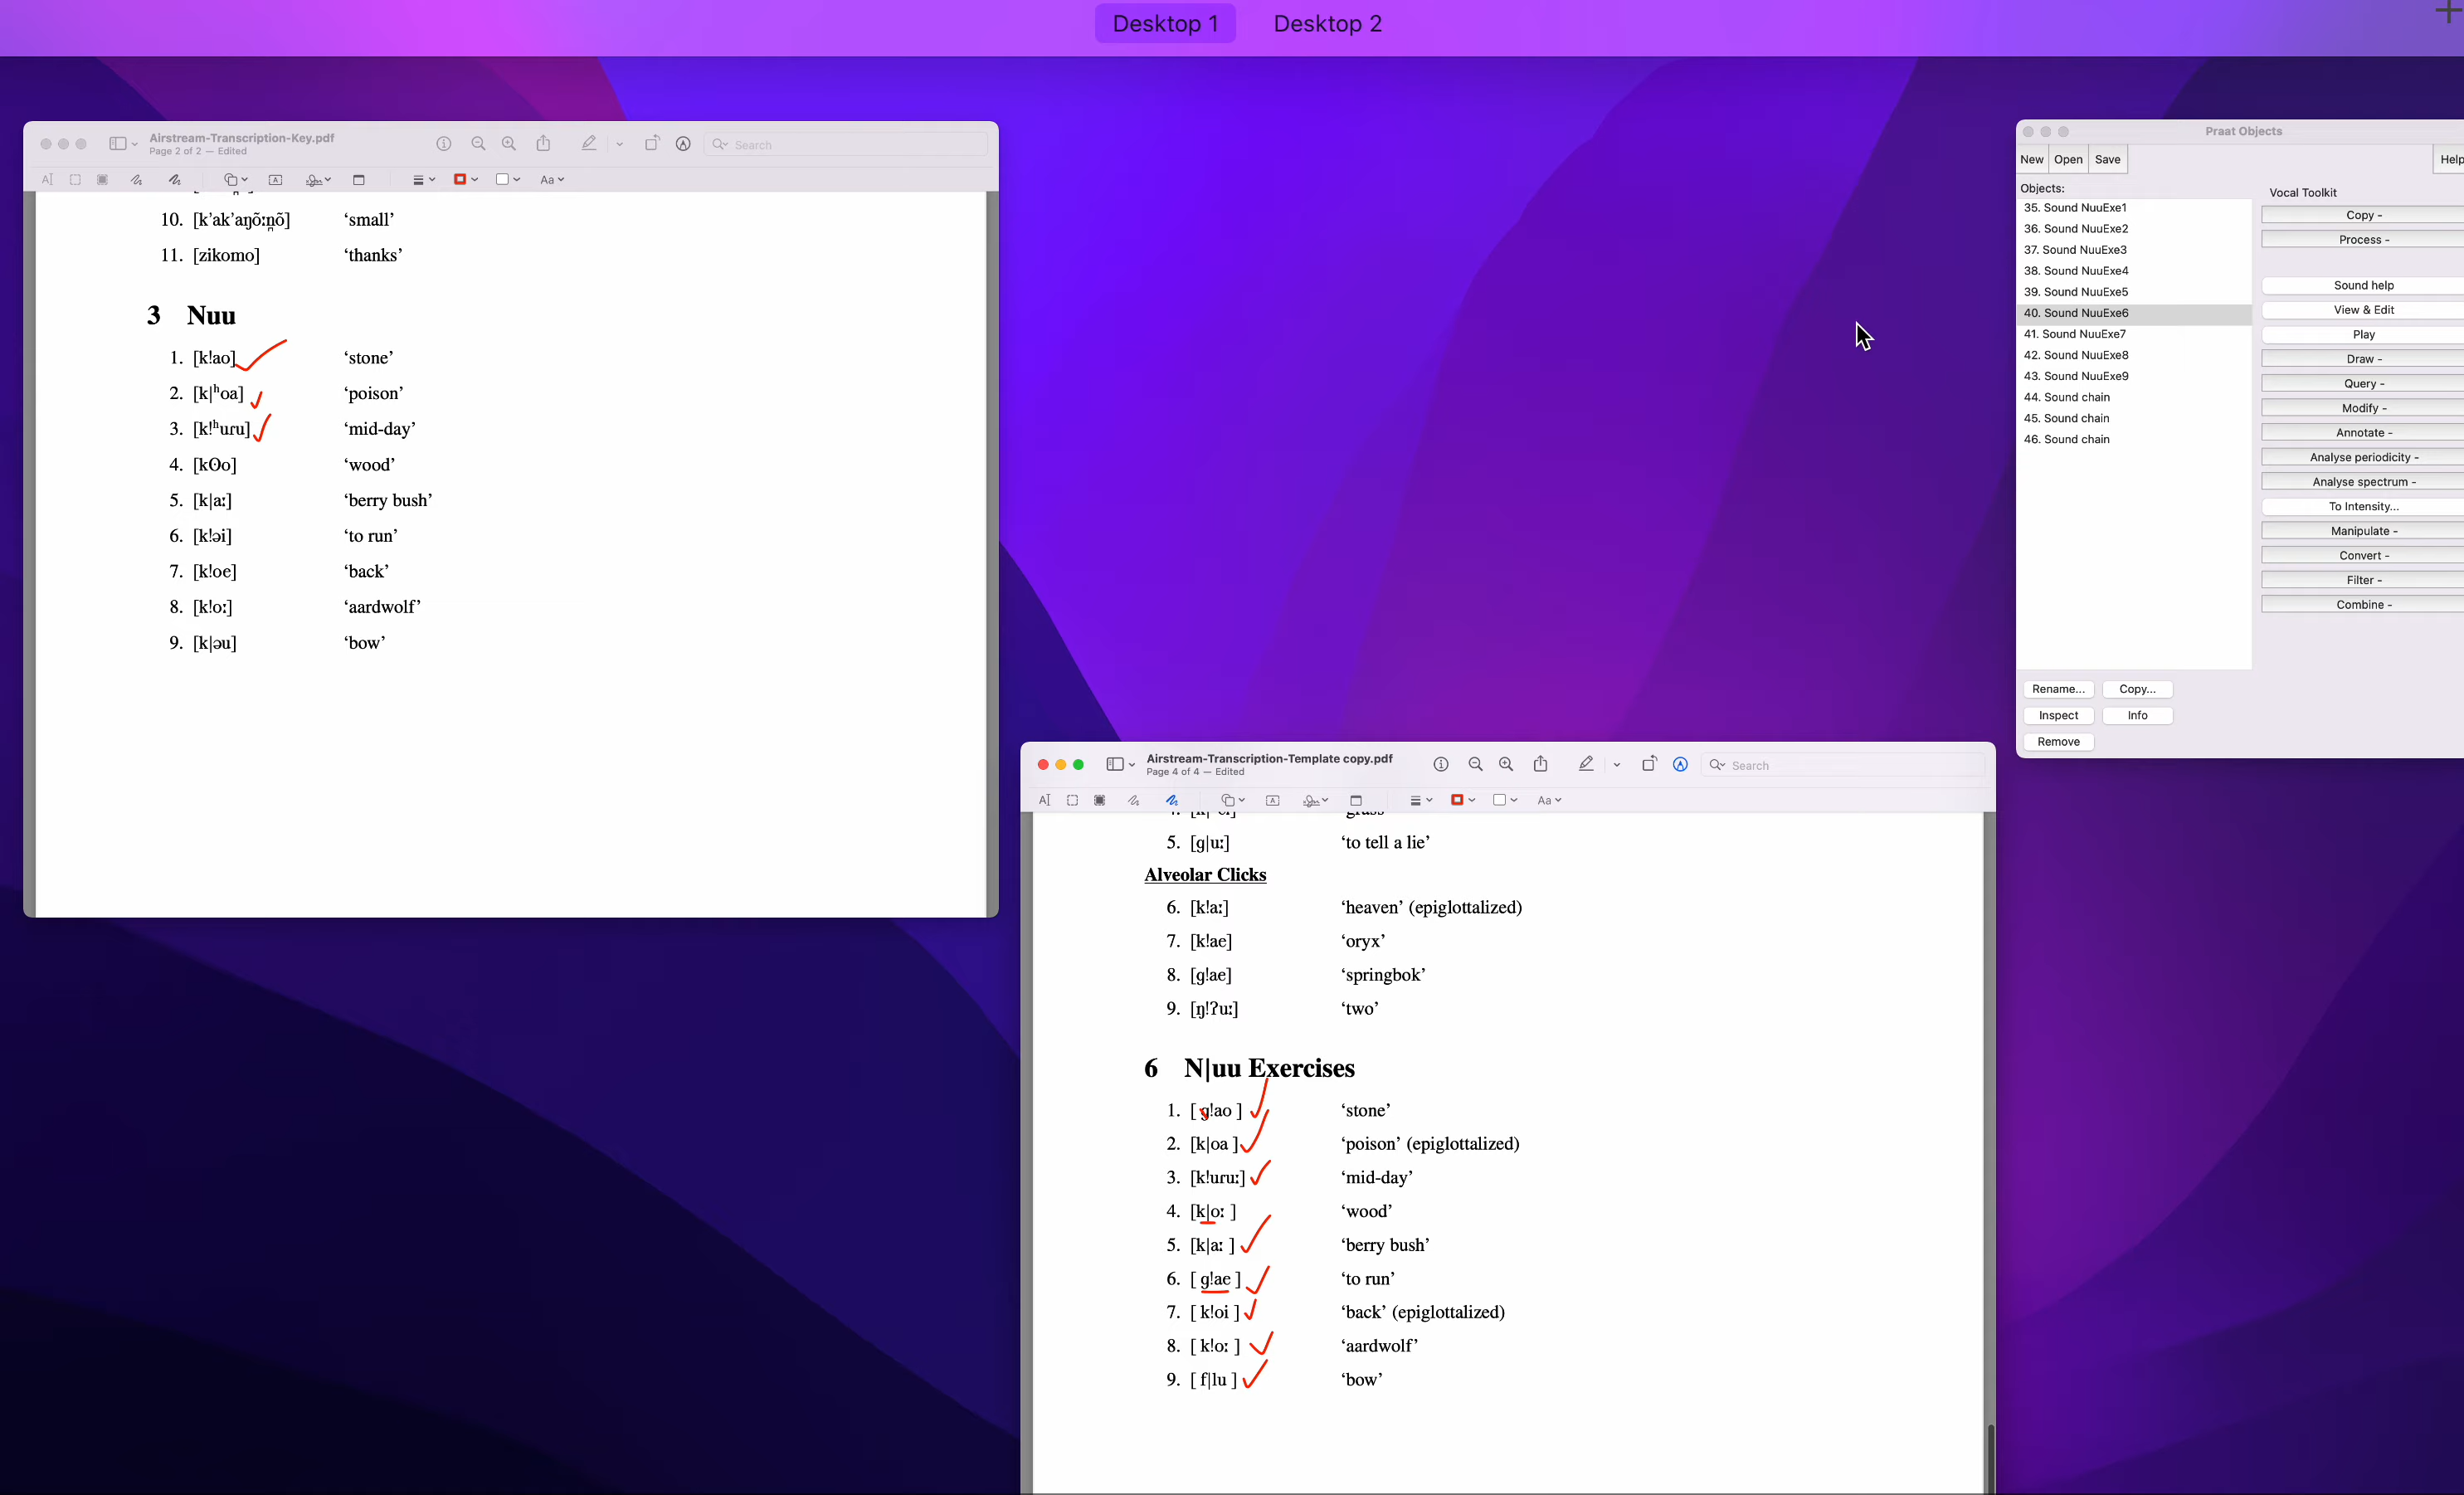 Desktop 1 Desktop 2
Airstream-Transcription-Key.pdf
Page 2 of 2 — Edited
Search
Aa
10. [k’ak’aŋõːn̪õ] ‘small’
11. [zikomo] ‘thanks’
3 Nuu
1. [k!ao] ‘stone’
2. [k|ʰoa] ‘poison’
3. [k!ʰuɾu] ‘mid-day’
4. [kʘo] ‘wood’
5. [k|aː] ‘berry bush’
6. [k!əi] ‘to run’
7. [k!oe] ‘back’
8. [k!oː] ‘aardwolf’
9. [k|əu] ‘bow’
Praat Objects
New Open Save Help
Objects:
35. Sound NuuExe1
36. Sound NuuExe2
37. Sound NuuExe3
38. Sound NuuExe4
39. Sound NuuExe5
40. Sound NuuExe6
41. Sound NuuExe7
42. Sound NuuExe8
43. Sound NuuExe9
44. Sound chain
45. Sound chain
46. Sound chain
Vocal Toolkit
Copy -
Process -
Sound help
View & Edit
Play
Draw -
Query -
Modify -
Annotate -
Analyse periodicity -
Analyse spectrum -
To Intensity...
Manipulate -
Convert -
Filter -
Combine -
Rename... Copy...
Inspect Info
Remove
Airstream-Transcription-Template copy.pdf
Page 4 of 4 — Edited
Search
Aa
5. [ɡ|uː] ‘to tell a lie’
Alveolar Clicks
6. [k!aː] ‘heaven’ (epiglottalized)
7. [k!ae] ‘oryx’
8. [ɡ!ae] ‘springbok’
9. [ŋ!ʔuː] ‘two’
6 N|uu Exercises
1. [ ɡ!ao ] ‘stone’
2. [k|oa ] ‘poison’ (epiglottalized)
3. [k!uɾuː] ‘mid-day’
4. [k|oː ] ‘wood’
5. [k|aː ] ‘berry bush’
6. [ ɡ!ae ] ‘to run’
7. [ k!oi ] ‘back’ (epiglottalized)
8. [ k!oː ] ‘aardwolf’
9. [ f|lu ] ‘bow’